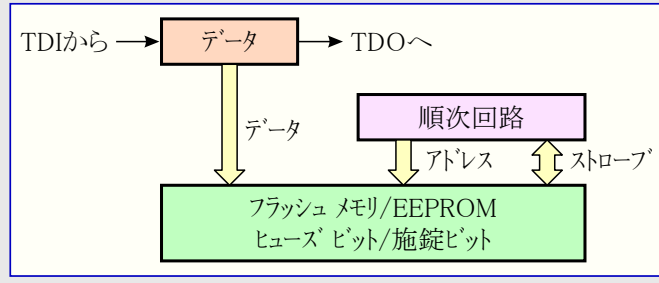 TDIから
データ
TDOへ
データ
順次回路
アドレス
ストローブ
フラッシュ メモリ/EEPROM
ヒューズ ビット/施錠ビット